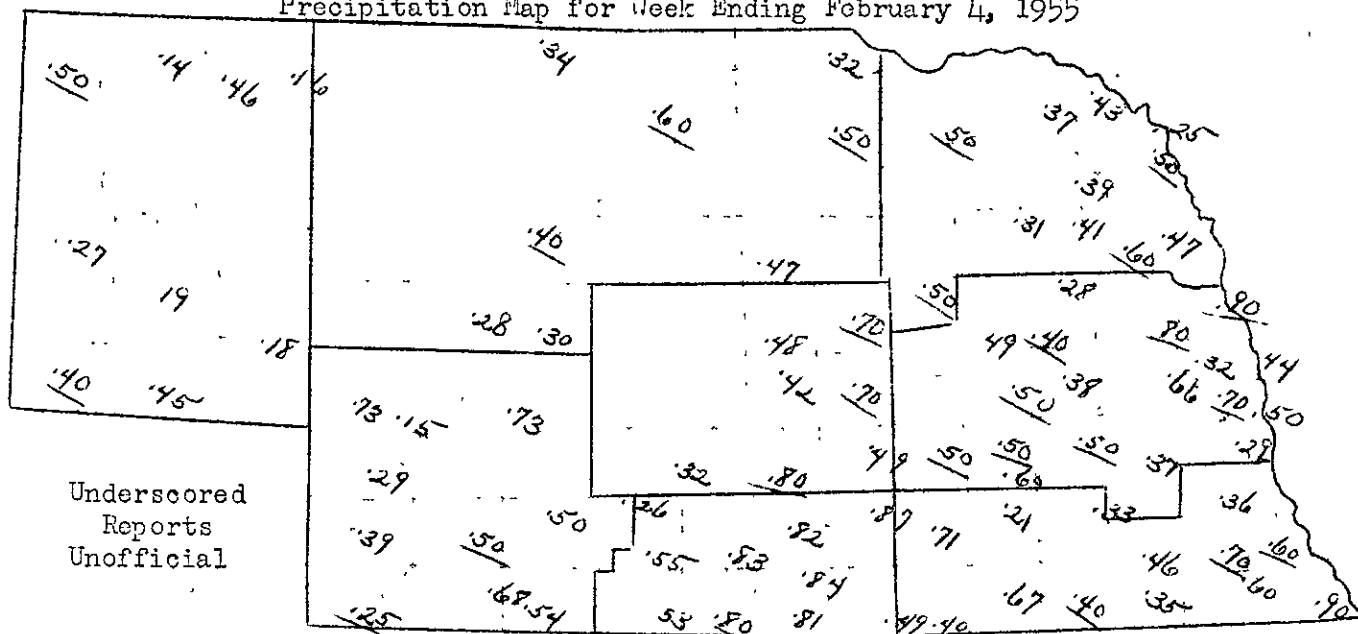 Precipitation Map for Week Ending February 4, 1955
.34
.32
.50 .14 .46 .16
.60
.50 .50 .37 .43 .25
.50
.39
.31 .41 .47
.27
.40
.47
.60
.19
.50 .28 .90
.28 .30
.18
.48 .70
49 .40 .80 .32 .44
.40 .45
.42 .70
.38 .66 .70 .50
.50
.73 .15 .73
.29
.32 .80 .49 .50 .50 .60 .50 .37 .29
Underscored
Reports
Unofficial
.39 .50 .50 .26
.55 .83 .82 .87 .71 .21 .33 .36
.84
.46 .70 .60
.60
.25 .68 .54
53 .80 .81 .49 .40 .67 .40 .35 .90